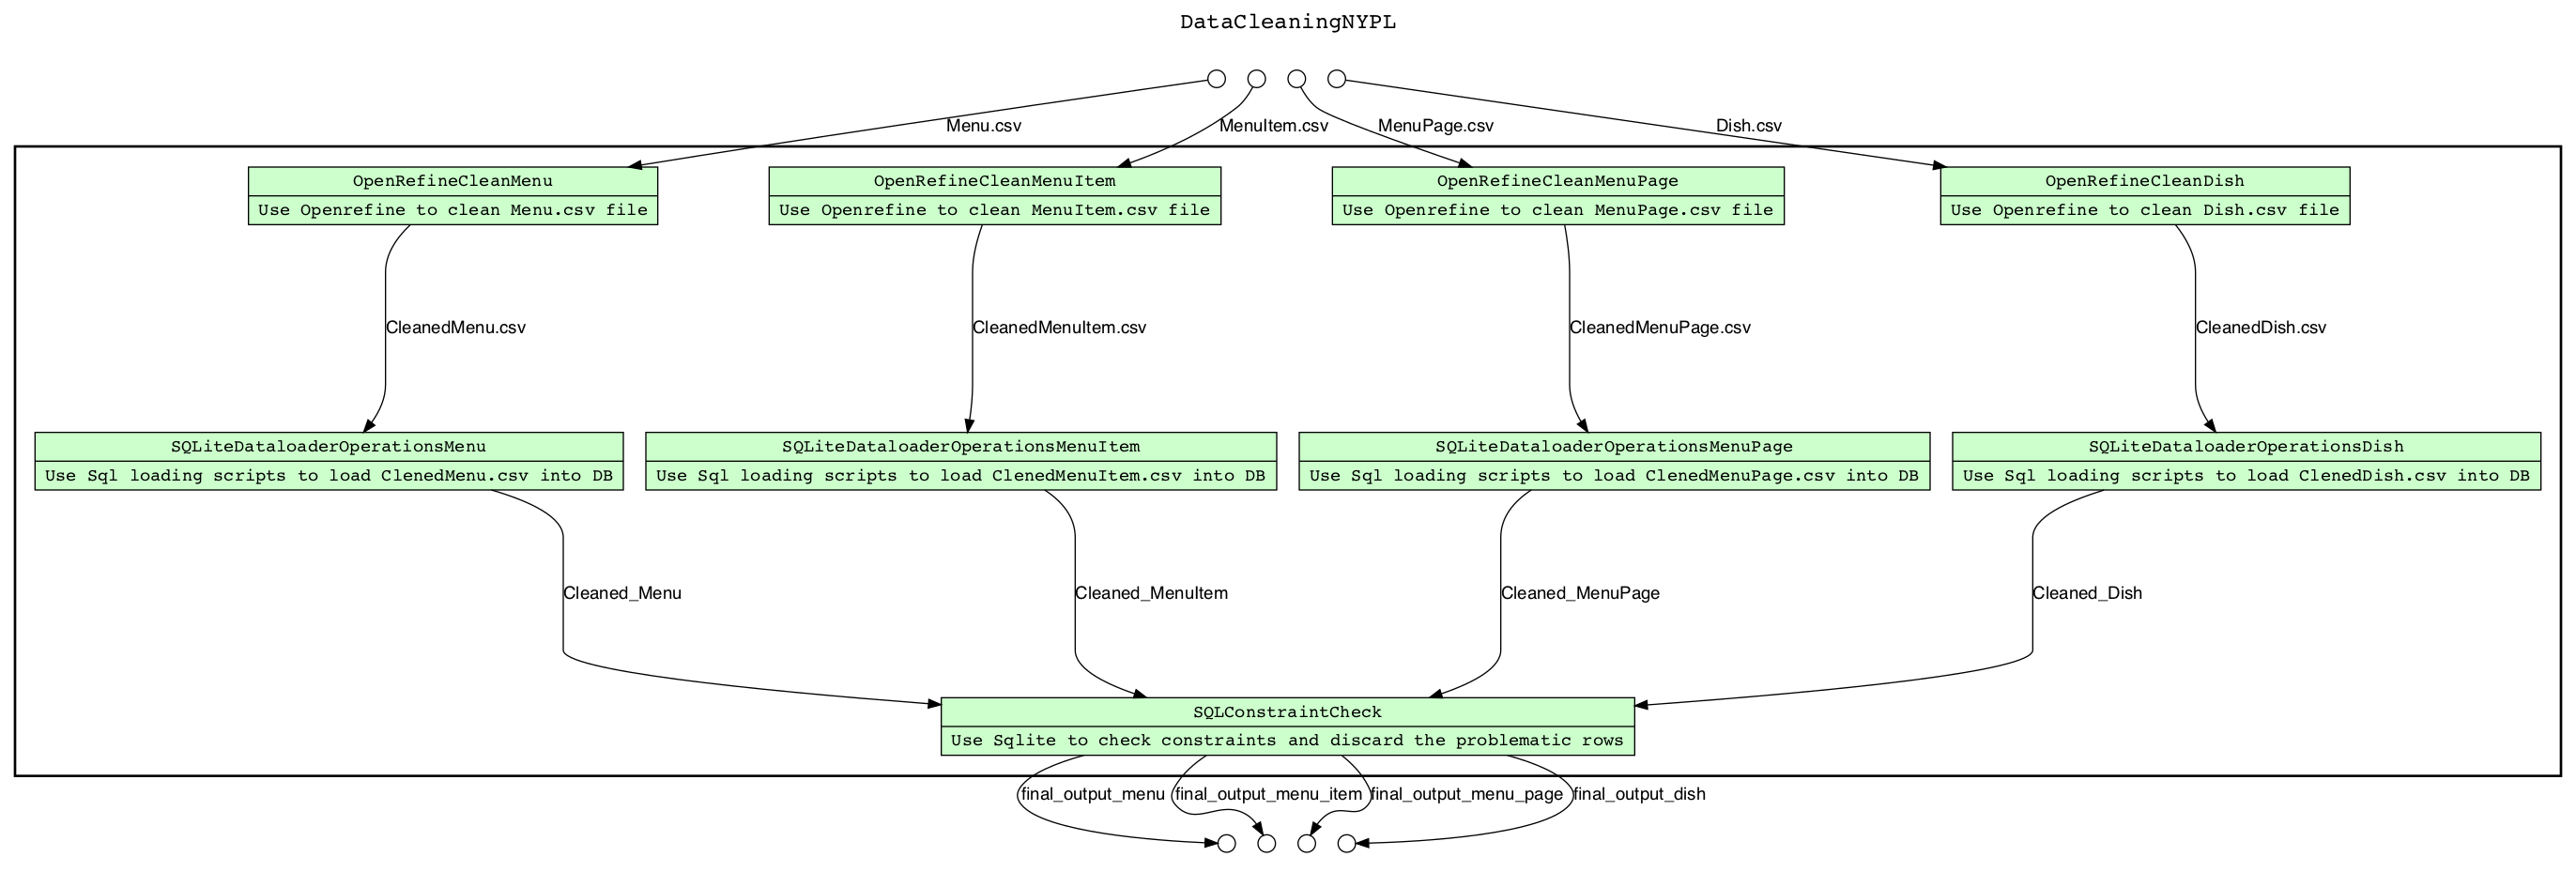 DataCleaningNYPL
Menu.csv
MenuItem.csv
MenuPage.csv
Dish.csv
OpenRefineCleanMenu
Use Openrefine to clean Menu.csv file
OpenRefineCleanMenuItem
Use Openrefine to clean MenuItem.csv file
OpenRefineCleanMenuPage
Use Openrefine to clean MenuPage.csv file
OpenRefineCleanDish
Use Openrefine to clean Dish.csv file
CleanedMenu.csv
CleanedMenuItem.csv
CleanedMenuPage.csv
CleanedDish.csv
SQLiteDataloaderOperationsMenu
Use Sql loading scripts to load ClenedMenu.csv into DB
SQLiteDataloaderOperationsMenuItem
Use Sql loading scripts to load ClenedMenuItem.csv into DB
SQLiteDataloaderOperationsMenuPage
Use Sql loading scripts to load ClenedMenuPage.csv into DB
SQLiteDataloaderOperationsDish
Use Sql loading scripts to load ClenedDish.csv into DB
Cleaned_Menu
Cleaned_MenuItem
Cleaned_MenuPage
Cleaned_Dish
SQLConstraintCheck
Use Sqlite to check constraints and discard the problematic rows
final_output_menu
final_output_menu_item
final_output_menu_page
final_output_dish